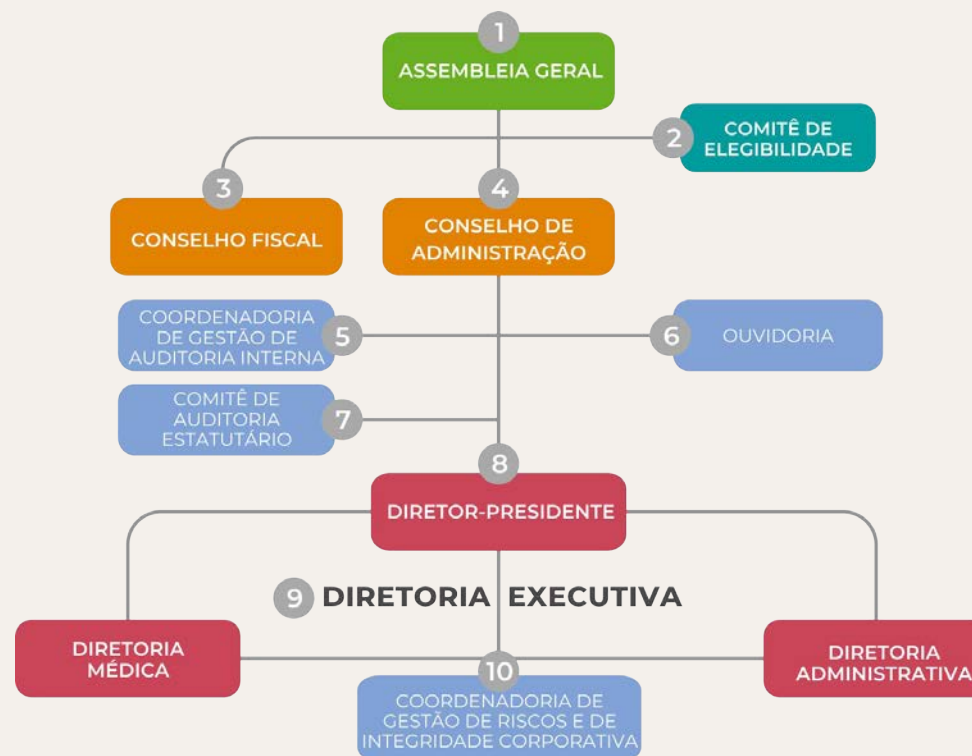 1
ASSEMBLEIA GERAL
2
COMITÊ DE
ELEGIBILIDADE
3
CONSELHO FISCAL
4
CONSELHO DE
ADMINISTRAÇÃO
COORDENADORIA
DE GESTÃO DE
AUDITORIA INTERNA
5
6
OUVIDORIA
COMITÊ DE
AUDITORIA
ESTATUTÁRIO
7
8
DIRETOR-PRESIDENTE
9 DIRETORIA EXECUTIVA
DIRETORIA
MÉDICA
DIRETORIA
ADMINISTRATIVA
10
COORDENADORIA DE
GESTÃO DE RISCOS E DE
INTEGRIDADE CORPORATIVA